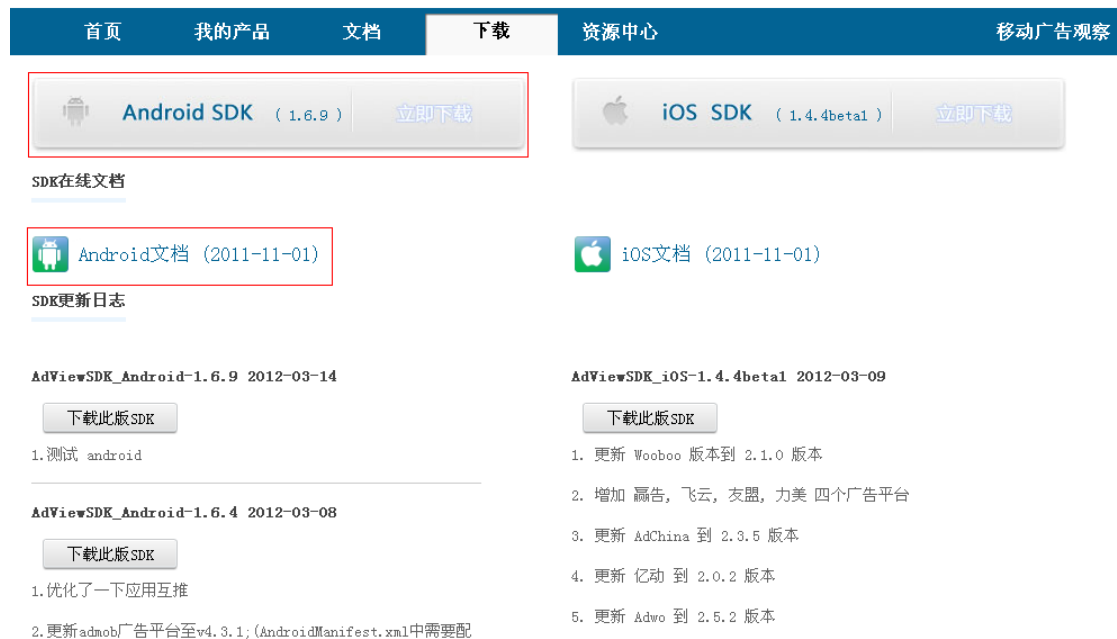 首页 我的产品 文档 下载 资源中心 移动广告观察
Android SDK （1.6.9） 立即下载
iOS SDK （1.4.4beta1） 立即下载
SDK在线文档
Android文档 (2011-11-01)
iOS文档 (2011-11-01)
SDK更新日志
AdViewSDK_Android-1.6.9 2012-03-14
下载此版SDK
1.测试 android
AdViewSDK_Android-1.6.4 2012-03-08
下载此版SDK
1.优化了一下应用互推
2.更新admob广告平台至v4.3.1;(AndroidManifest.xml中需要配
AdViewSDK_iOS-1.4.4beta1 2012-03-09
下载此版SDK
1. 更新 Wooboo 版本到 2.1.0 版本
2. 增加 赢告, 飞云, 友盟, 力美 四个广告平台
3. 更新 AdChina 到 2.3.5 版本
4. 更新 亿动 到 2.0.2 版本
5. 更新 Adwo 到 2.5.2 版本